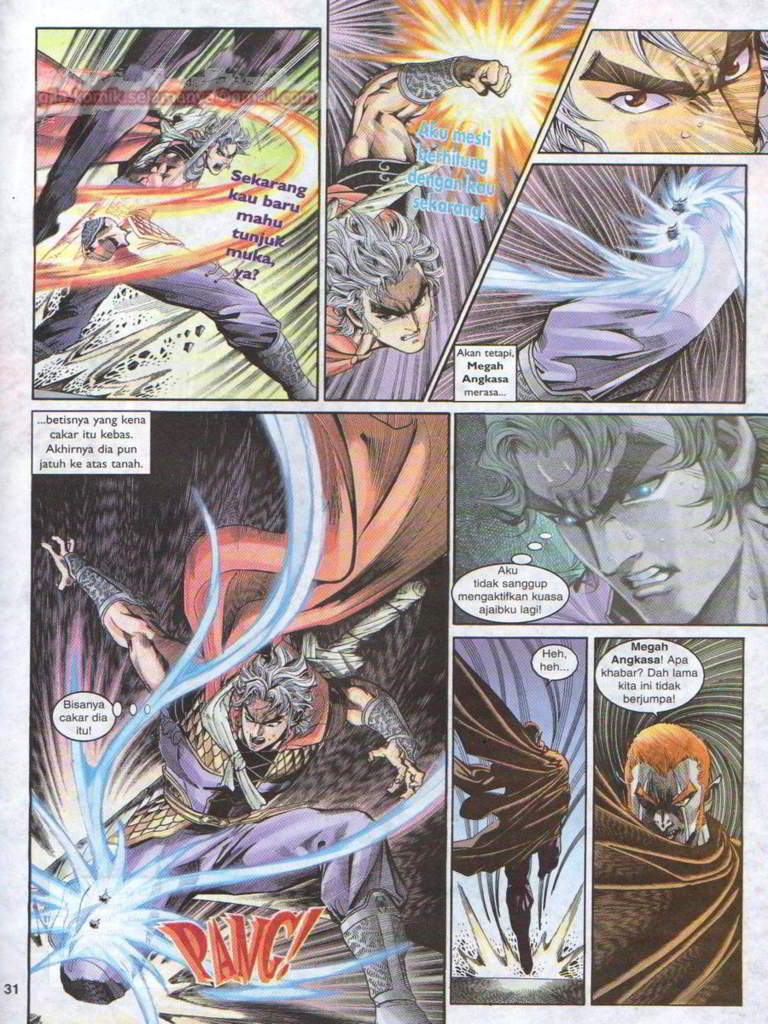 Sekarang
kau baru
mahu
tunjuk
muka,
ya?
Aku mesti
berhitung
dengan kau
sekarang!
Akan tetapi,
Megah
Angkasa
merasa...
...betisnya yang kena
cakar itu kebas.
Akhirnya dia pun
jatuh ke atas tanah.
Bisanya
cakar dia
itu!
PANG!
Aku
tidak sanggup
mengaktifkan kuasa
ajaibku lagi!
Heh,
heh...
Megah
Angkasa! Apa
khabar? Dah lama
kita ini tidak
berjumpa!
31